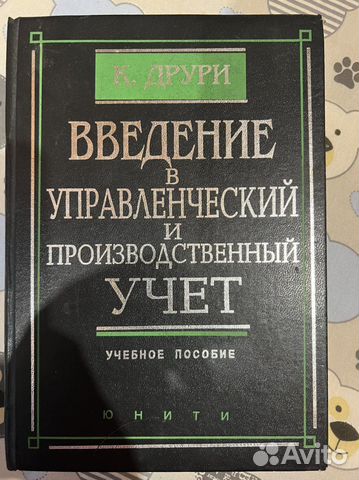 К. ДРУРИ
ВВЕДЕНИЕ
В
УПРАВЛЕНЧЕСКИЙ
И
ПРОИЗВОДСТВЕННЫЙ
УЧЕТ
УЧЕБНОЕ ПОСОБИЕ
ЮНИТИ
Avito